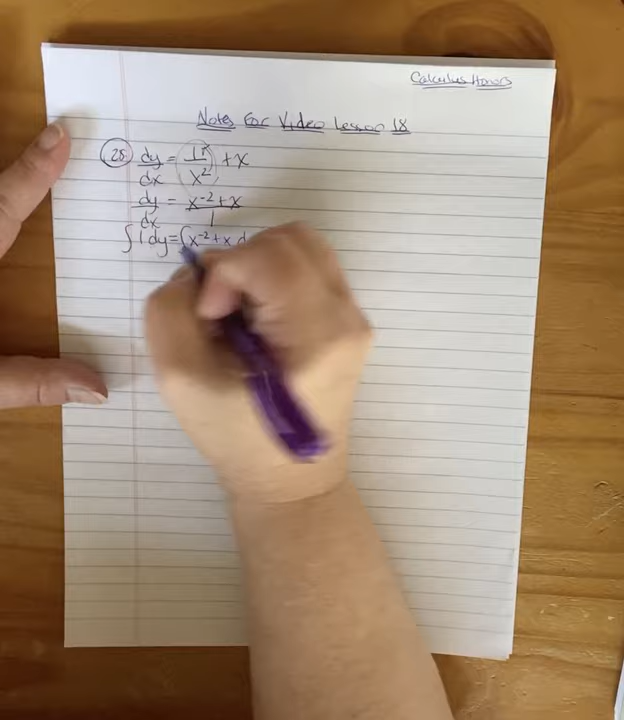 Calculus Honors
Notes For Video Lesson 18
28 dy/dx = 1/x² + x
dy/dx = x⁻² + x/1
∫ 1 dy = ∫ x⁻² + x d